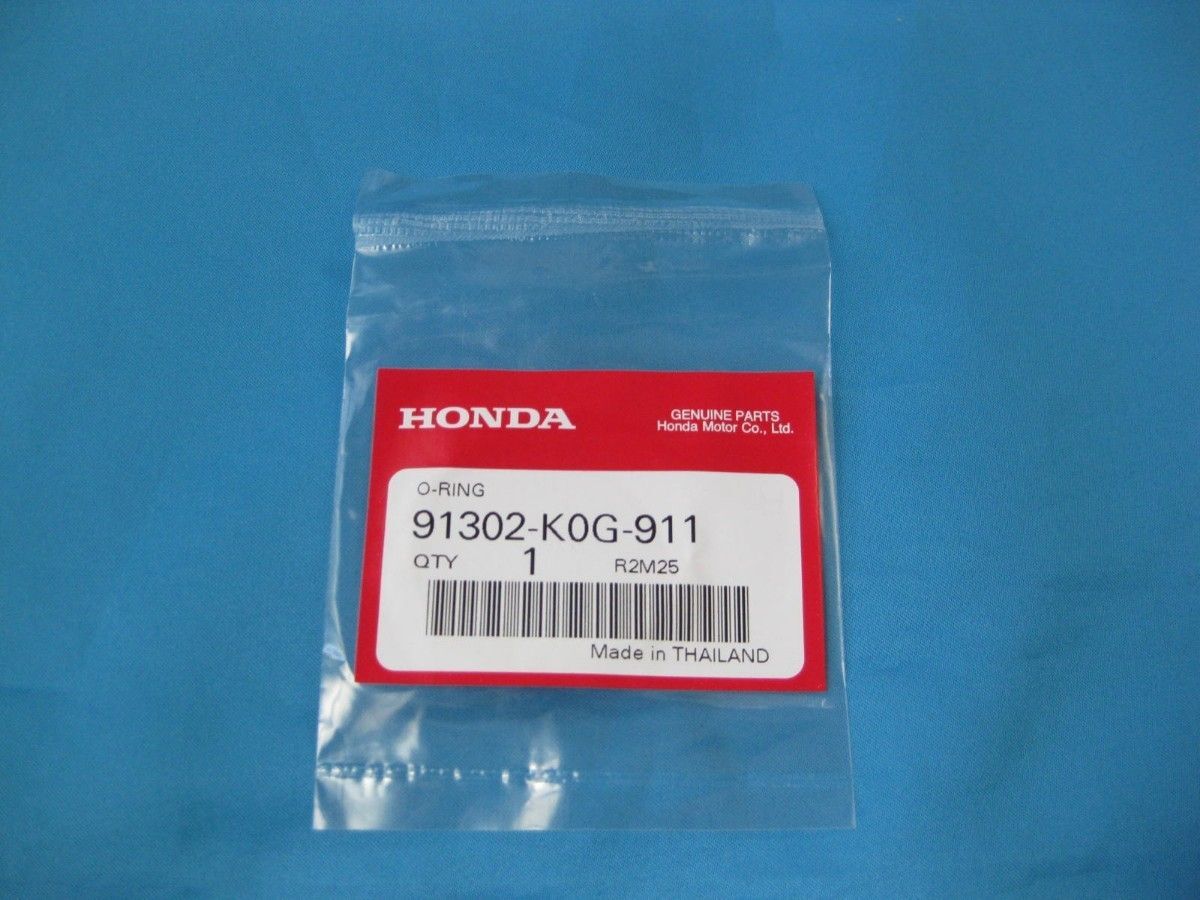 HONDA
GENUINE PARTS
Honda Motor Co., Ltd.
O-RING
91302-K0G-911
QTY 1 R2M25
Made in THAILAND